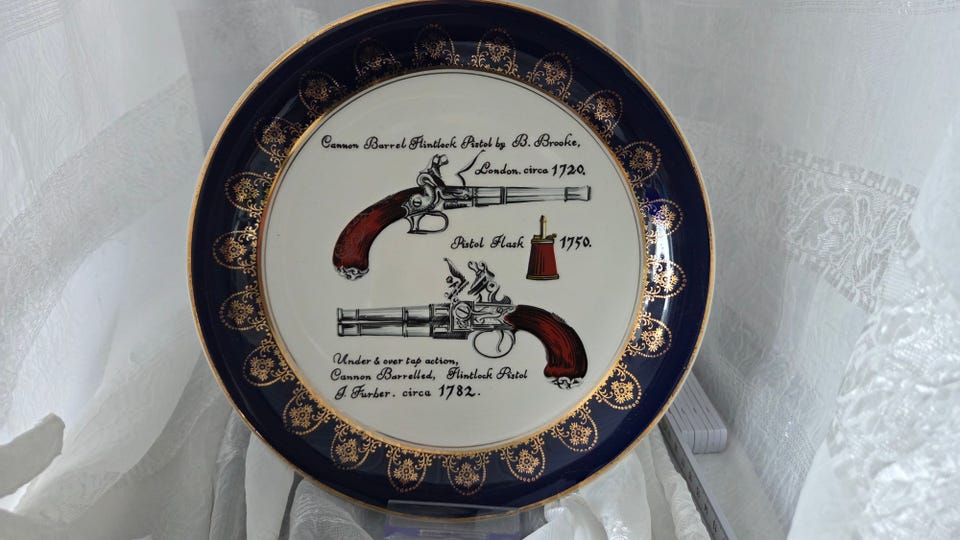 Cannon Barrel Flintlock Pistol by B. Brooke,
London. circa 1720.
Pistol Flask 1750.
Under & over tap action,
Cannon Barrelled, Flintlock Pistol
J. Furber. circa 1782.